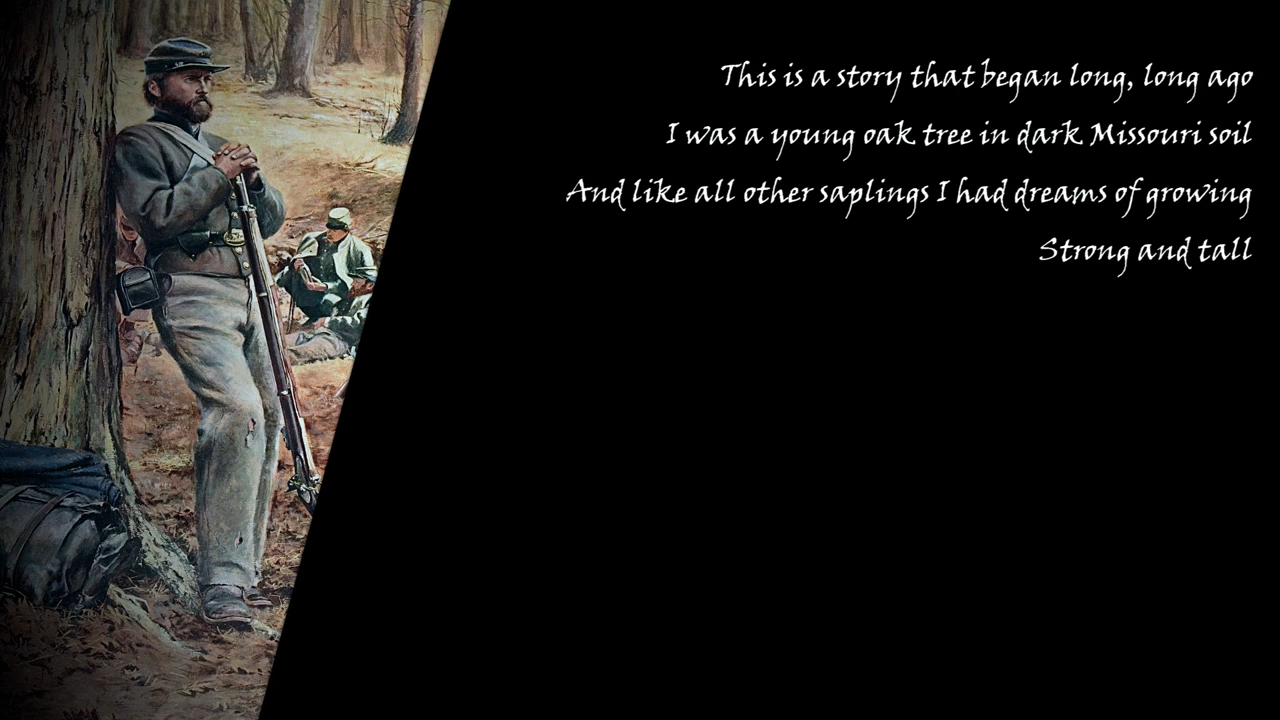 This is a story that began long, long ago
I was a young oak tree in dark Missouri soil
And like all other saplings I had dreams of growing
Strong and tall